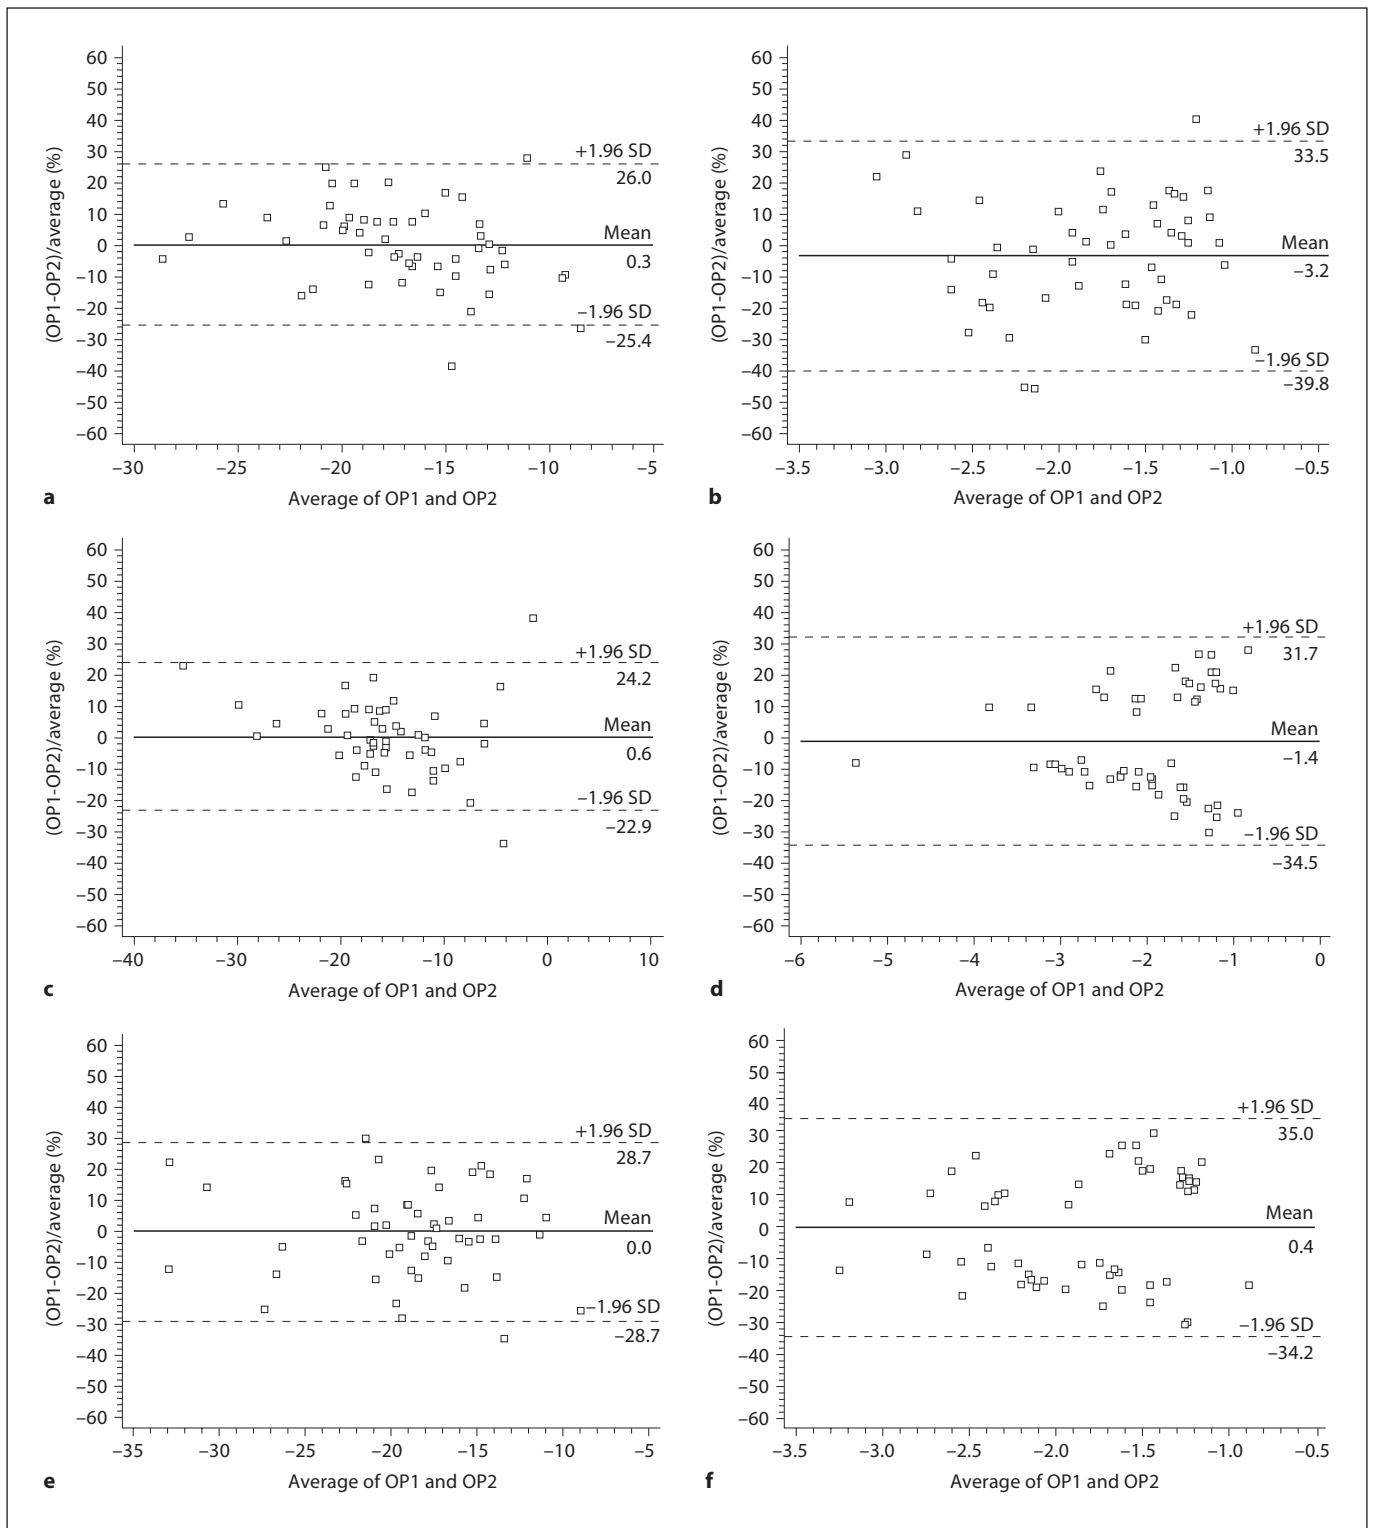 60
50
40
30
20
10
0
−10
−20
−30
−40
−50
−60
(OP1-OP2)/average (%)
+1.96 SD
26.0
Mean
0.3
−1.96 SD
−25.4
−30 −25 −20 −15 −10 −5
a Average of OP1 and OP2
60
50
40
30
20
10
0
−10
−20
−30
−40
−50
−60
(OP1-OP2)/average (%)
+1.96 SD
33.5
Mean
−3.2
−1.96 SD
−39.8
−3.5 −3.0 −2.5 −2.0 −1.5 −1.0 −0.5
b Average of OP1 and OP2
60
50
40
30
20
10
0
−10
−20
−30
−40
−50
−60
(OP1-OP2)/average (%)
+1.96 SD
24.2
Mean
0.6
−1.96 SD
−22.9
−40 −30 −20 −10 0 10
c Average of OP1 and OP2
60
50
40
30
20
10
0
−10
−20
−30
−40
−50
−60
(OP1-OP2)/average (%)
+1.96 SD
31.7
Mean
−1.4
−1.96 SD
−34.5
−6 −5 −4 −3 −2 −1 0
d Average of OP1 and OP2
60
50
40
30
20
10
0
−10
−20
−30
−40
−50
−60
(OP1-OP2)/average (%)
+1.96 SD
28.7
Mean
0.0
−1.96 SD
−28.7
−35 −30 −25 −20 −15 −10 −5
e Average of OP1 and OP2
60
50
40
30
20
10
0
−10
−20
−30
−40
−50
−60
(OP1-OP2)/average (%)
+1.96 SD
35.0
Mean
0.4
−1.96 SD
−34.2
−3.5 −3.0 −2.5 −2.0 −1.5 −1.0 −0.5
f Average of OP1 and OP2